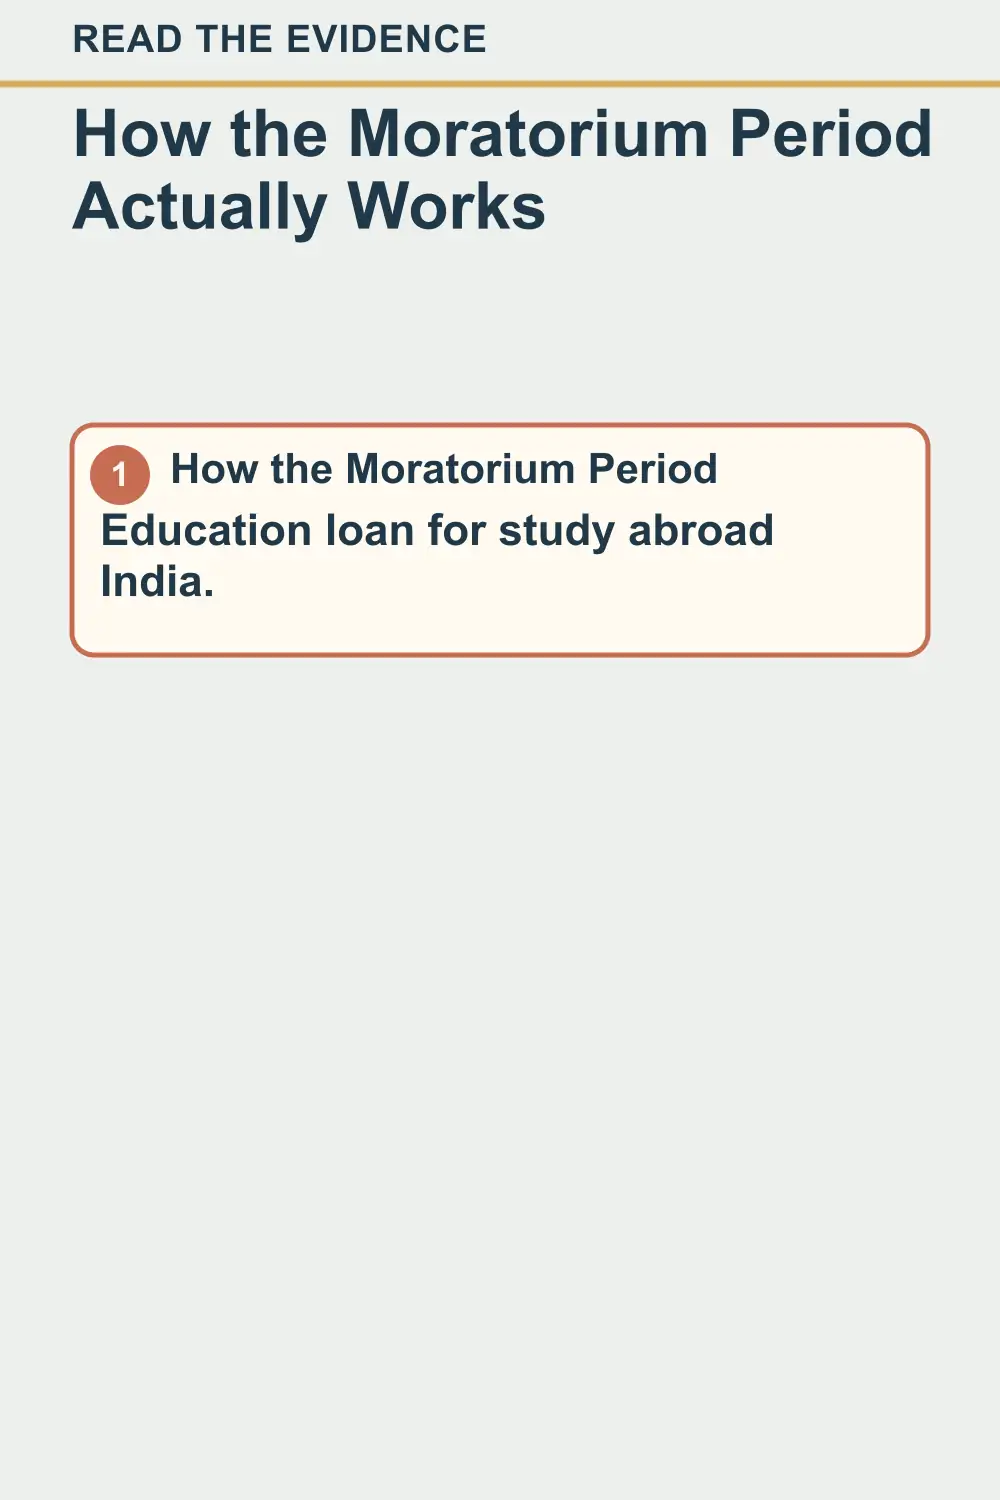 READ THE EVIDENCE
How the Moratorium Period
Actually Works
1 How the Moratorium Period
Education loan for study abroad
India.